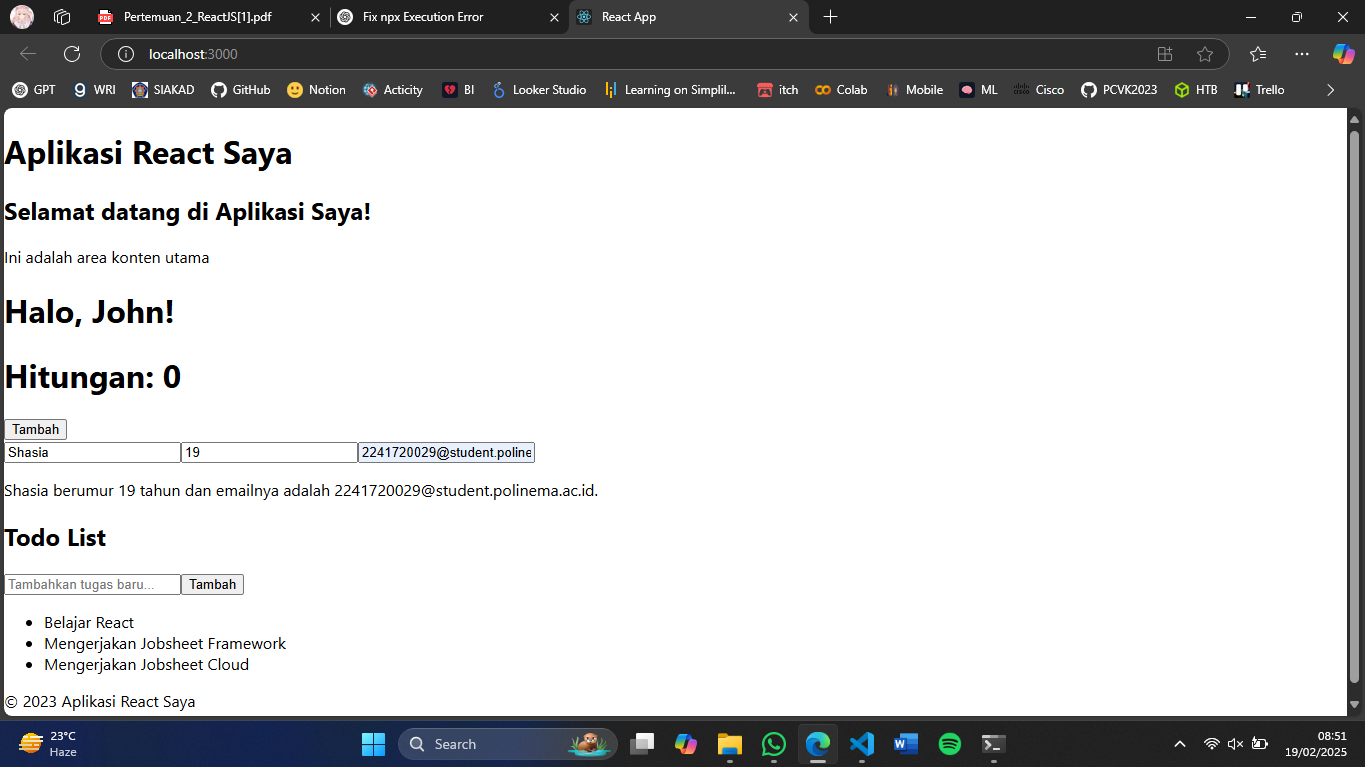 Pertemuan_2_ReactJS[1].pdf
Fix npx Execution Error
React App
localhost:3000
GPT WRI SIAKAD GitHub Notion Acticity BI Looker Studio Learning on Simplil... itch Colab Mobile ML Cisco PCVK2023 HTB Trello
Aplikasi React Saya
Selamat datang di Aplikasi Saya!
Ini adalah area konten utama
Halo, John!
Hitungan: 0
Tambah
Shasia 19 2241720029@student.poline
Shasia berumur 19 tahun dan emailnya adalah 2241720029@student.polinema.ac.id.
Todo List
Tambahkan tugas baru... Tambah
Belajar React
Mengerjakan Jobsheet Framework
Mengerjakan Jobsheet Cloud
© 2023 Aplikasi React Saya
23°C
Haze
Search
08:51
19/02/2025